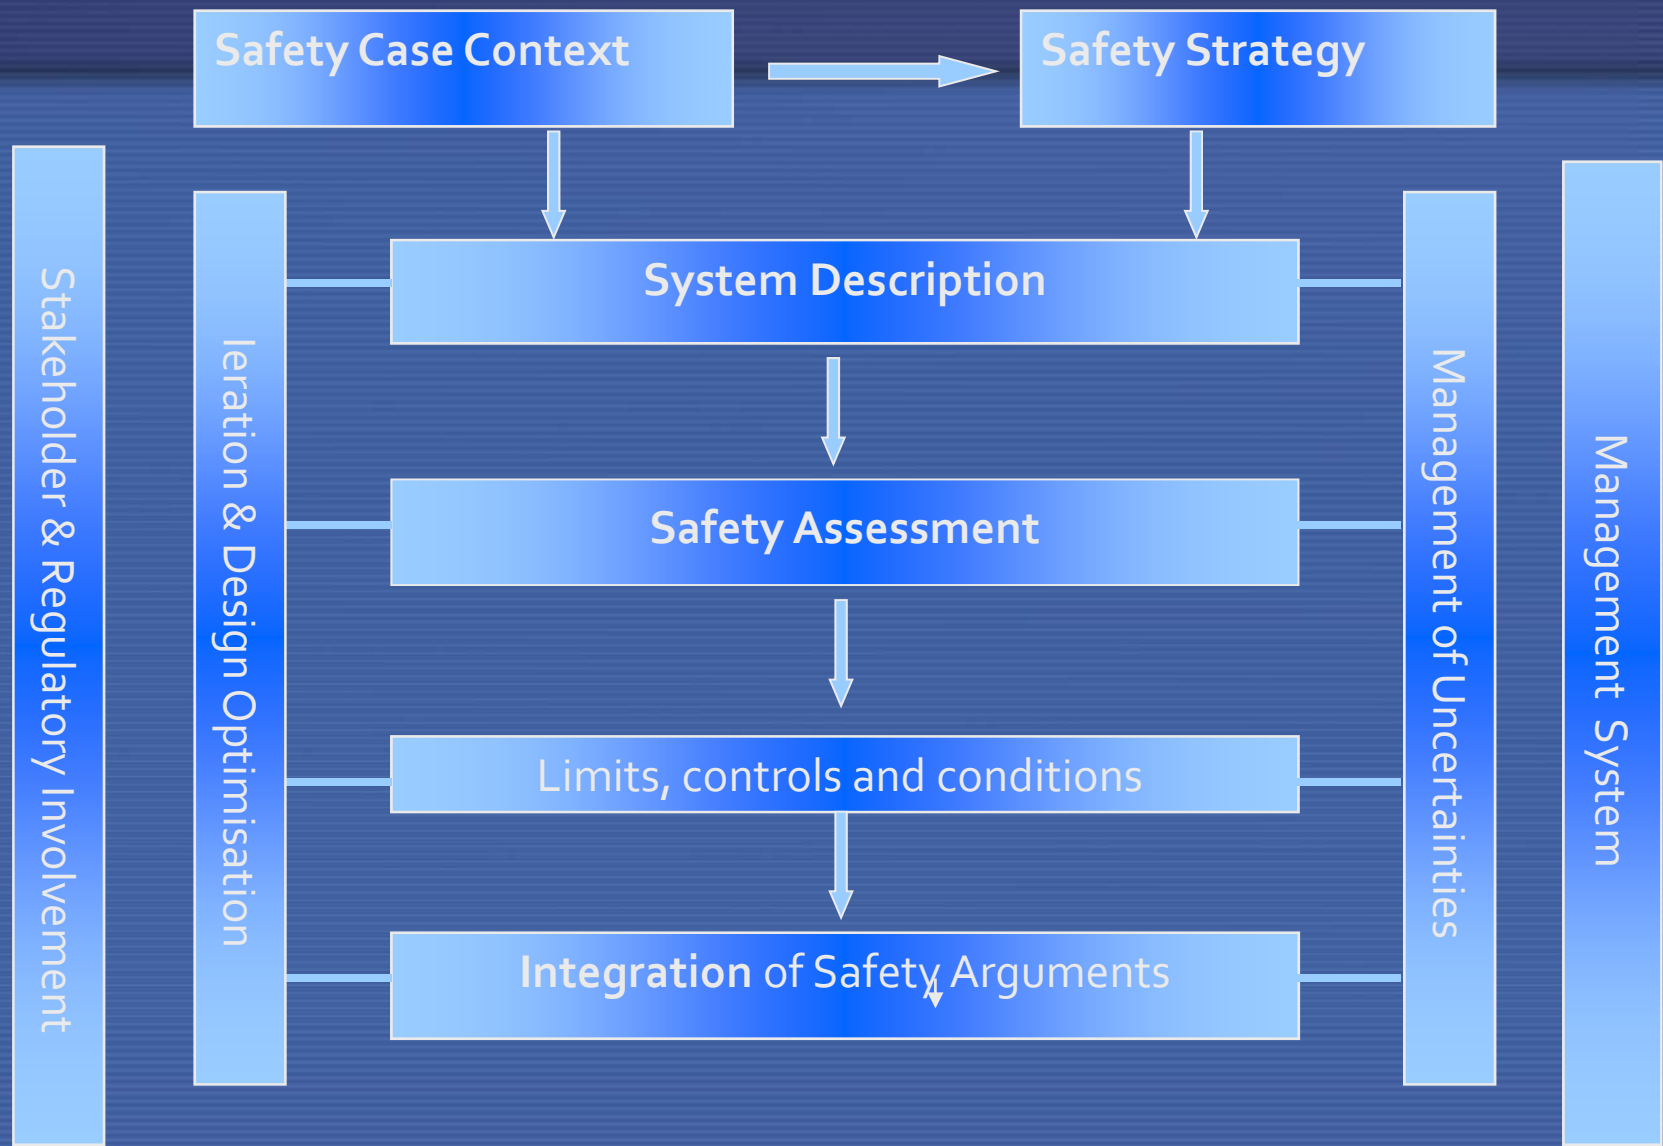 Safety Case Context
Safety Strategy
Stakeholder & Regulatory Involvement
Ieration & Design Optimisation
System Description
Safety Assessment
Limits, controls and conditions
Integration of Safety Arguments
Management of Uncertainties
Management System